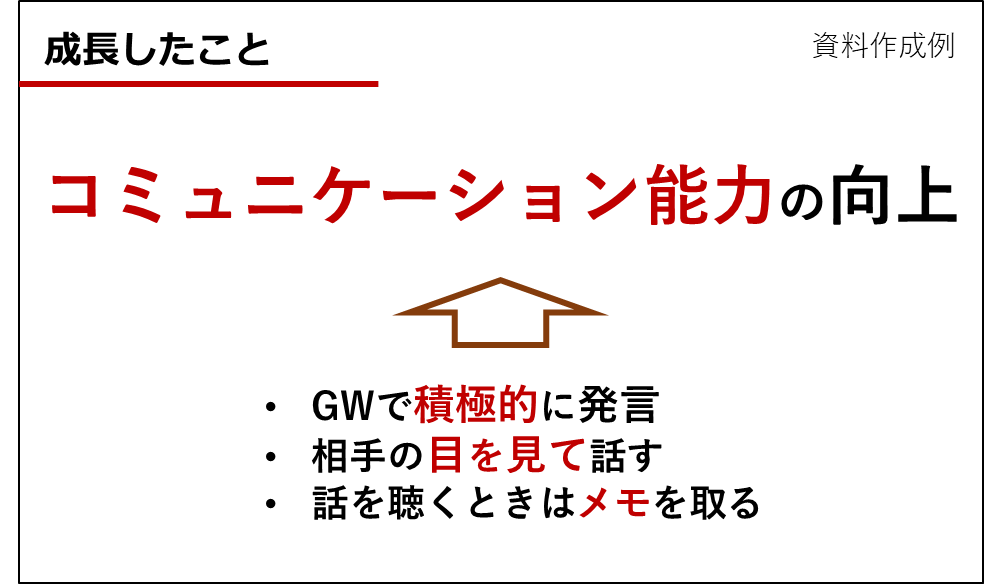 成長したこと
資料作成例
コミュニケーション能力の向上
• GWで積極的に発言
• 相手の目を見て話す
• 話を聴くときはメモを取る